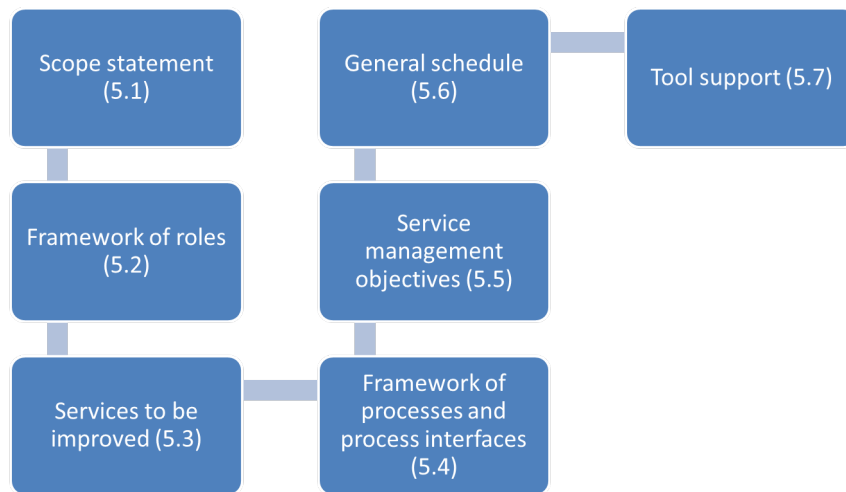 Scope statement
(5.1)
Framework of roles
(5.2)
Services to be
improved (5.3)
Framework of
processes and
process interfaces
(5.4)
Service
management
objectives (5.5)
General schedule
(5.6)
Tool support (5.7)